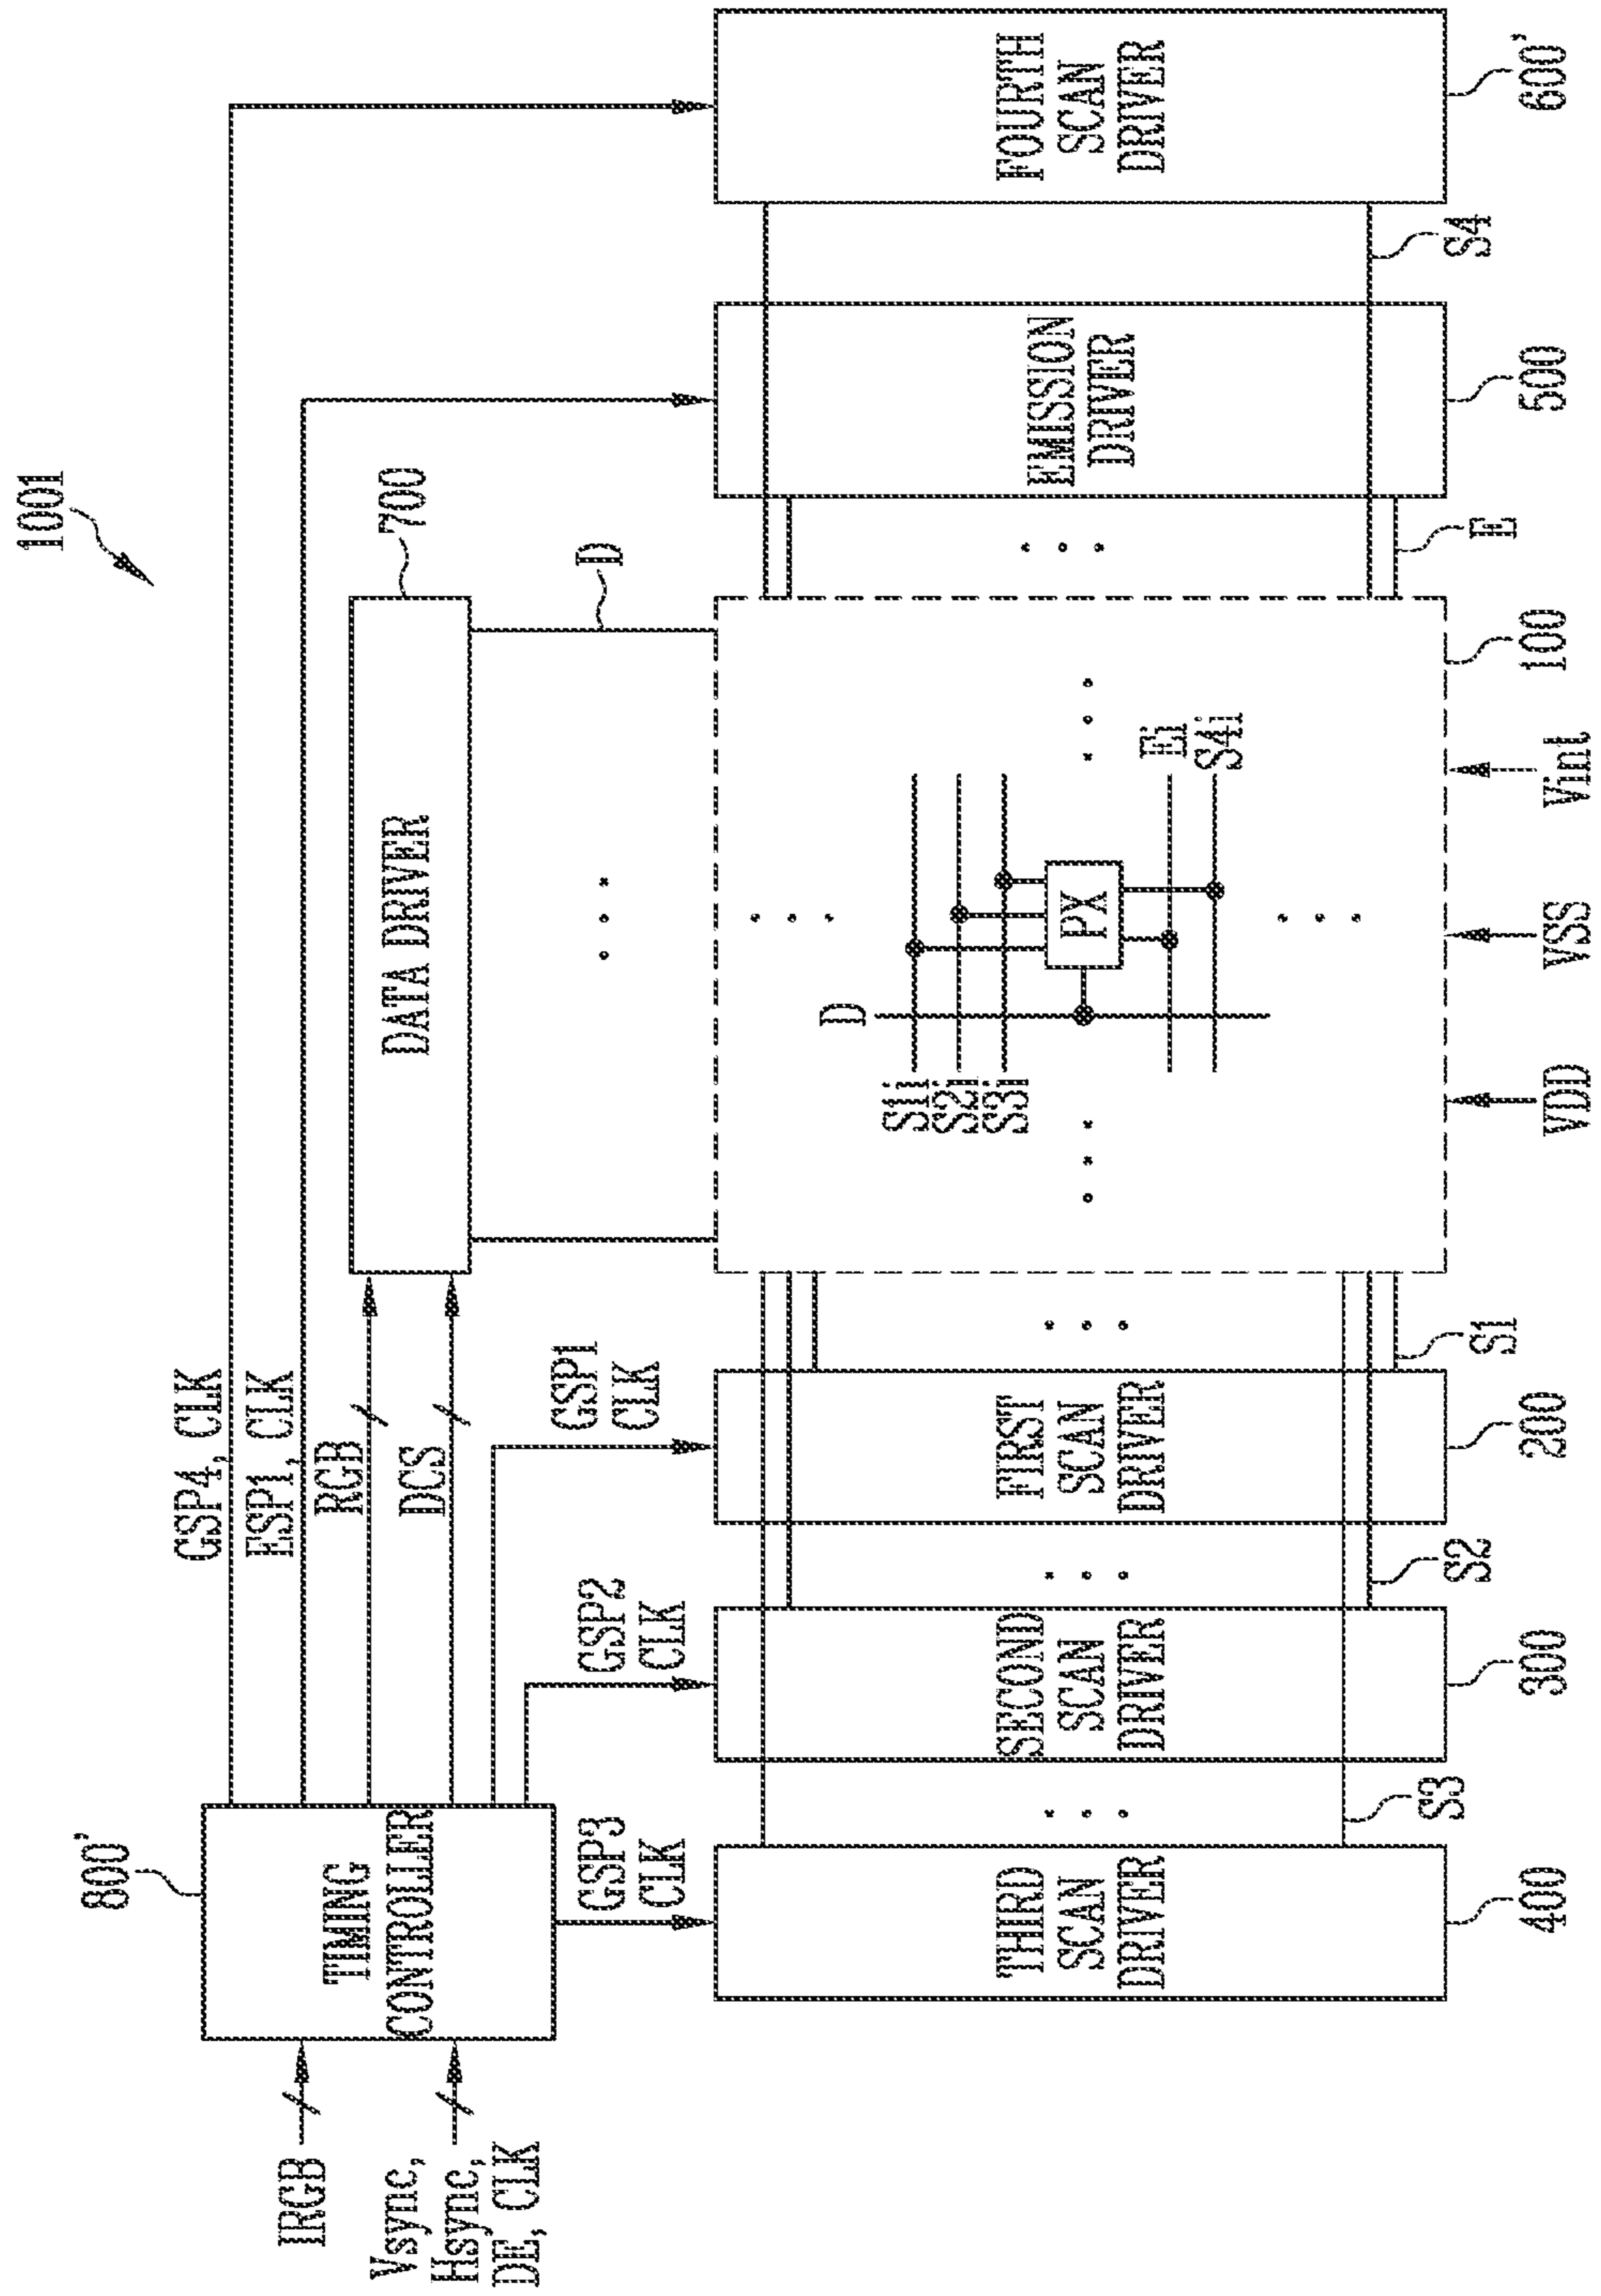 1001
800'
TIMING
CONTROLLER
IRGB
Vsync,
Hsync,
DE, CLK
GSP4, CLK
ESP1, CLK
RGB
DCS
DATA DRIVER
700
D
GSP3
CLK
GSP2
CLK
GSP1
CLK
THIRD
SCAN
DRIVER
400
S3
SECOND
SCAN
DRIVER
300
S2
FIRST
SCAN
DRIVER
200
S1
D
S1i
S2i
S3i
PX
Ei
S4i
100
VDD
VSS
Vint
E
EMISSION
DRIVER
500
S4
FOURTH
SCAN
DRIVER
600'